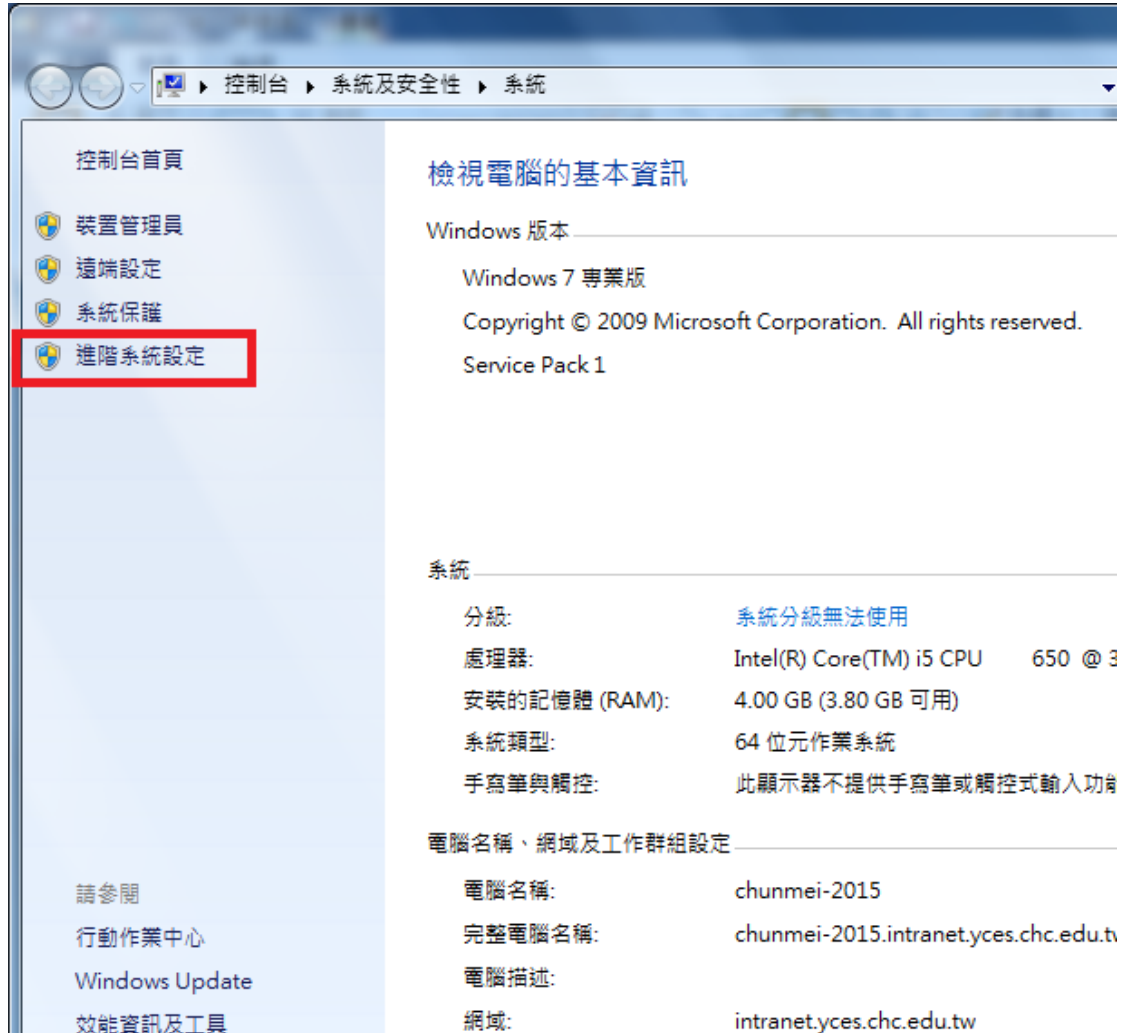 控制台 ▸ 系統及安全性 ▸ 系統
控制台首頁
裝置管理員
遠端設定
系統保護
進階系統設定
請參閱
行動作業中心
Windows Update
效能資訊及工具
檢視電腦的基本資訊
Windows 版本
Windows 7 專業版
Copyright © 2009 Microsoft Corporation. All rights reserved.
Service Pack 1
系統
分級: 系統分級無法使用
處理器: Intel(R) Core(TM) i5 CPU 650 @ 3
安裝的記憶體 (RAM): 4.00 GB (3.80 GB 可用)
系統類型: 64 位元作業系統
手寫筆與觸控: 此顯示器不提供手寫筆或觸控式輸入功能
電腦名稱、網域及工作群組設定
電腦名稱: chunmei-2015
完整電腦名稱: chunmei-2015.intranet.yces.chc.edu.tw
電腦描述:
網域: intranet.yces.chc.edu.tw